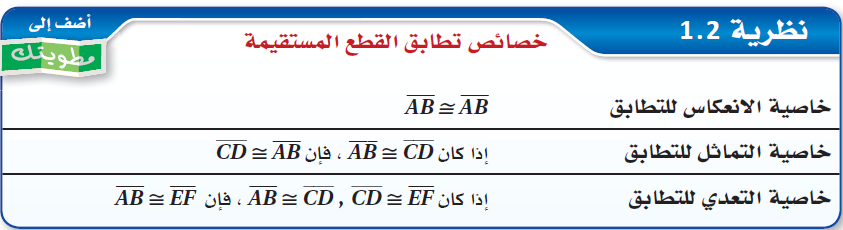 نظرية 1.2
خصائص تطابق القطع المستقيمة
أضف إلى
مطويتك
خاصية الانعكاس للتطابق $\overline{AB} \cong \overline{AB}$
خاصية التماثل للتطابق إذا كان $\overline{AB} \cong \overline{CD}$ ، فإن $\overline{CD} \cong \overline{AB}$
خاصية التعدي للتطابق إذا كان $\overline{AB} \cong \overline{CD}$ , $\overline{CD} \cong \overline{EF}$ ، فإن $\overline{AB} \cong \overline{EF}$